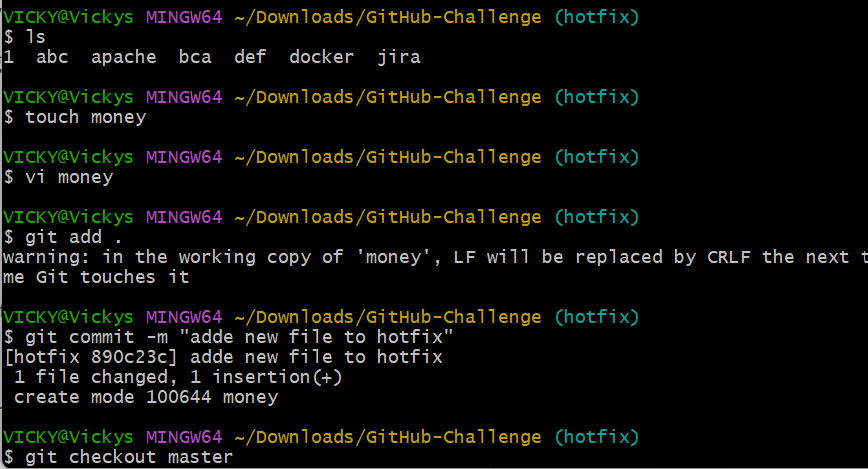 VICKY@Vickys MINGW64 ~/Downloads/GitHub-Challenge (hotfix)
$ ls
1  abc  apache  bca  def  docker  jira
VICKY@Vickys MINGW64 ~/Downloads/GitHub-Challenge (hotfix)
$ touch money
VICKY@Vickys MINGW64 ~/Downloads/GitHub-Challenge (hotfix)
$ vi money
VICKY@Vickys MINGW64 ~/Downloads/GitHub-Challenge (hotfix)
$ git add .
warning: in the working copy of 'money', LF will be replaced by CRLF the next t
me Git touches it
VICKY@Vickys MINGW64 ~/Downloads/GitHub-Challenge (hotfix)
$ git commit -m "adde new file to hotfix"
[hotfix 890c23c] adde new file to hotfix
 1 file changed, 1 insertion(+)
 create mode 100644 money
VICKY@Vickys MINGW64 ~/Downloads/GitHub-Challenge (hotfix)
$ git checkout master